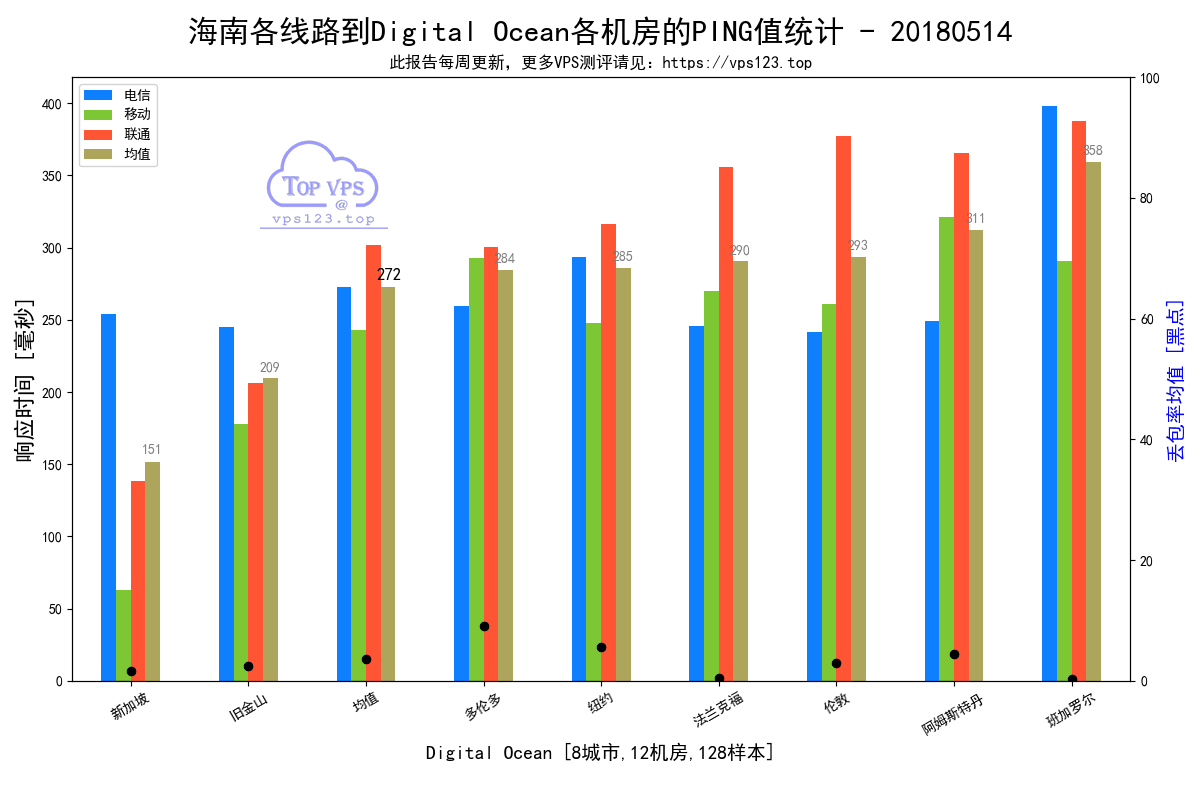 海南各线路到Digital Ocean各机房的PING值统计 - 20180514
此报告每周更新，更多VPS测评请见：https://vps123.top
电信
移动
联通
均值
TOP VPS
@
vps123.top
响应时间 [毫秒]
400
350
300
250
200
150
100
50
0
151
209
272
284
285
290
293
311
358
100
80
60
40
20
0
丢包率均值 [黑点]
新加坡
旧金山
均值
多伦多
纽约
法兰克福
伦敦
阿姆斯特丹
班加罗尔
Digital Ocean [8城市,12机房,128样本]